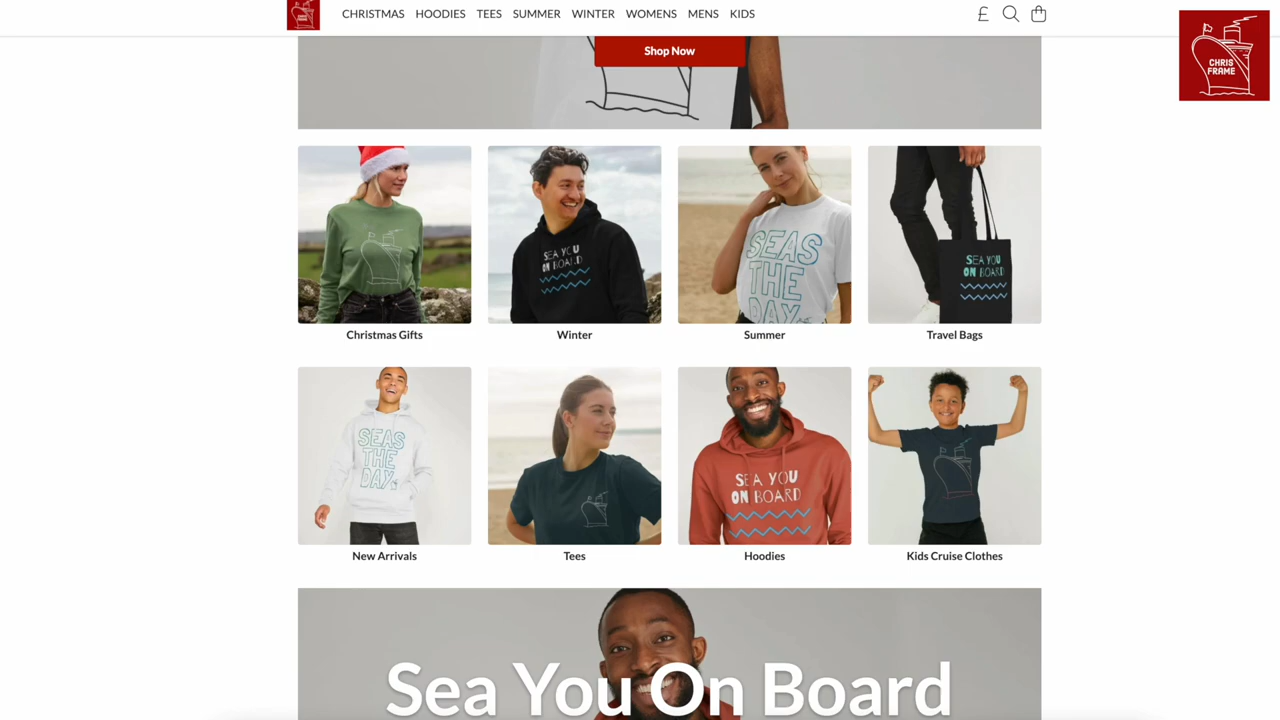 CHRISTMAS HOODIES TEES SUMMER WINTER WOMENS MENS KIDS £
CHRIS
FRAME
Shop Now
SEA YOU
ON BOARD
SEAS
THE
DAY
SEA YOU
ON BOARD
Christmas Gifts Winter Summer Travel Bags
SEAS
THE
DAY
SEA YOU
ON BOARD
New Arrivals Tees Hoodies Kids Cruise Clothes
Sea You On Board